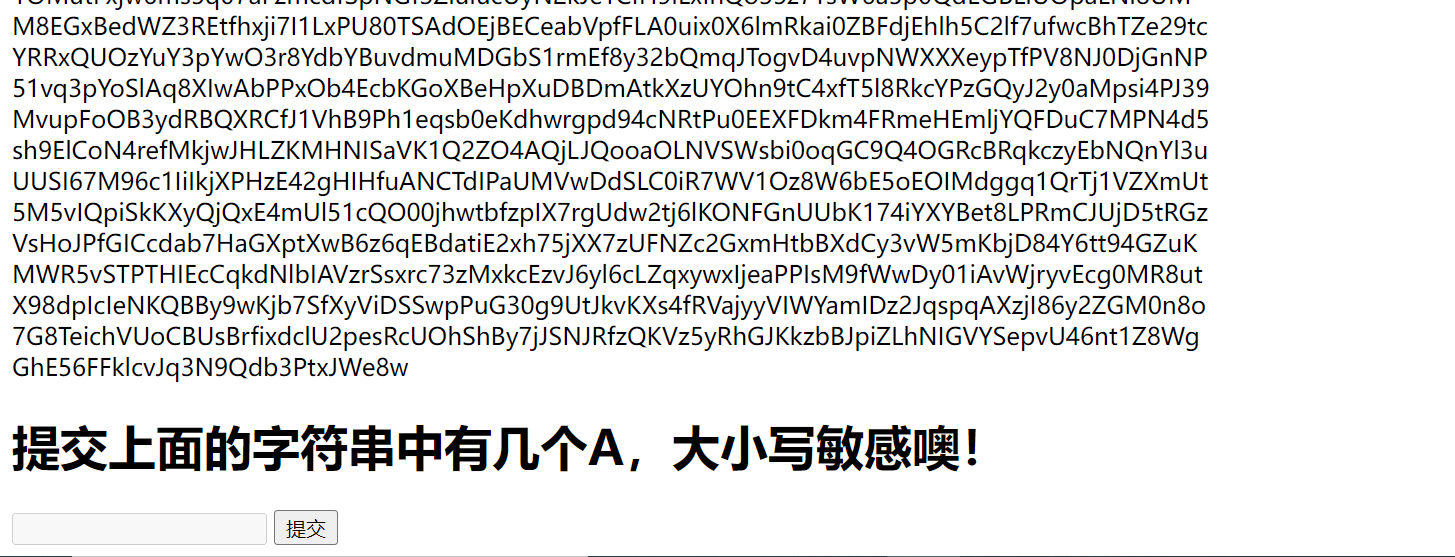 M8EGxBedWZ3REtfhxji7I1LxPU80TSAdOEjBECeabVpfFLA0uix0X6lmRkai0ZBFdjEhlh5C2lf7ufwcBhTZe29tc
YRRxQUOzYuY3pYwO3r8YdbYBuvdmuMDGbS1rmEf8y32bQmqJTogvD4uvpNWXXXeypTfPV8NJ0DjGnNP
51vq3pYoSlAq8XIwAbPPxOb4EcbKGoXBeHpXuDBDmAtkXzUYOhn9tC4xfT5l8RkcYPzGQyJ2y0aMpsi4PJ39
MvupFoOB3ydRBQXRCfJ1VhB9Ph1eqsb0eKdhwrgpd94cNRtPu0EEXFDkm4FRmeHEmljYQFDuC7MPN4d5
sh9ElCoN4refMkjwJHLZKMHNISaVK1Q2ZO4AQjLJQooaOLNVSWsbi0oqGC9Q4OGRcBRqkczyEbNQnYl3u
UUSI67M96c1IiIkjXPHzE42gHIHfuANCTdIPaUMVwDdSLC0iR7WV1Oz8W6bE5oEOIMdggq1QrTj1VZXmUt
5M5vIQpiSkKXyQjQxE4mUl51cQO00jhwtbfzpIX7rgUdw2tj6lKONFGnUUbK174iYXYBet8LPRmCJUjD5tRGz
VsHoJPfGICcdab7HaGXptXwB6z6qEBdatiE2xh75jXX7zUFNZc2GxmHtbBXdCy3vW5mKbjD84Y6tt94GZuK
MWR5vSTPTHIEcCqkdNlbIAVzrSsxrc73zMxkcEzvJ6yl6cLZqxywxIjeaPPIsM9fWwDy01iAvWjryvEcg0MR8ut
X98dpIcIeNKQBBy9wKjb7SfXyViDSSwpPuG30g9UtJkvKXs4fRVajyyVIWYamIDz2JqspqAXzjI86y2ZGM0n8o
7G8TeichVUoCBUsBrfixdclU2pesRcUOhShBy7jJSNJRfzQKVz5yRhGJKkzbBJpiZLhNIGVYSepvU46nt1Z8Wg
GhE56FFklcvJq3N9Qdb3PtxJWe8w
提交上面的字符串中有几个A，大小写敏感噢！
提交